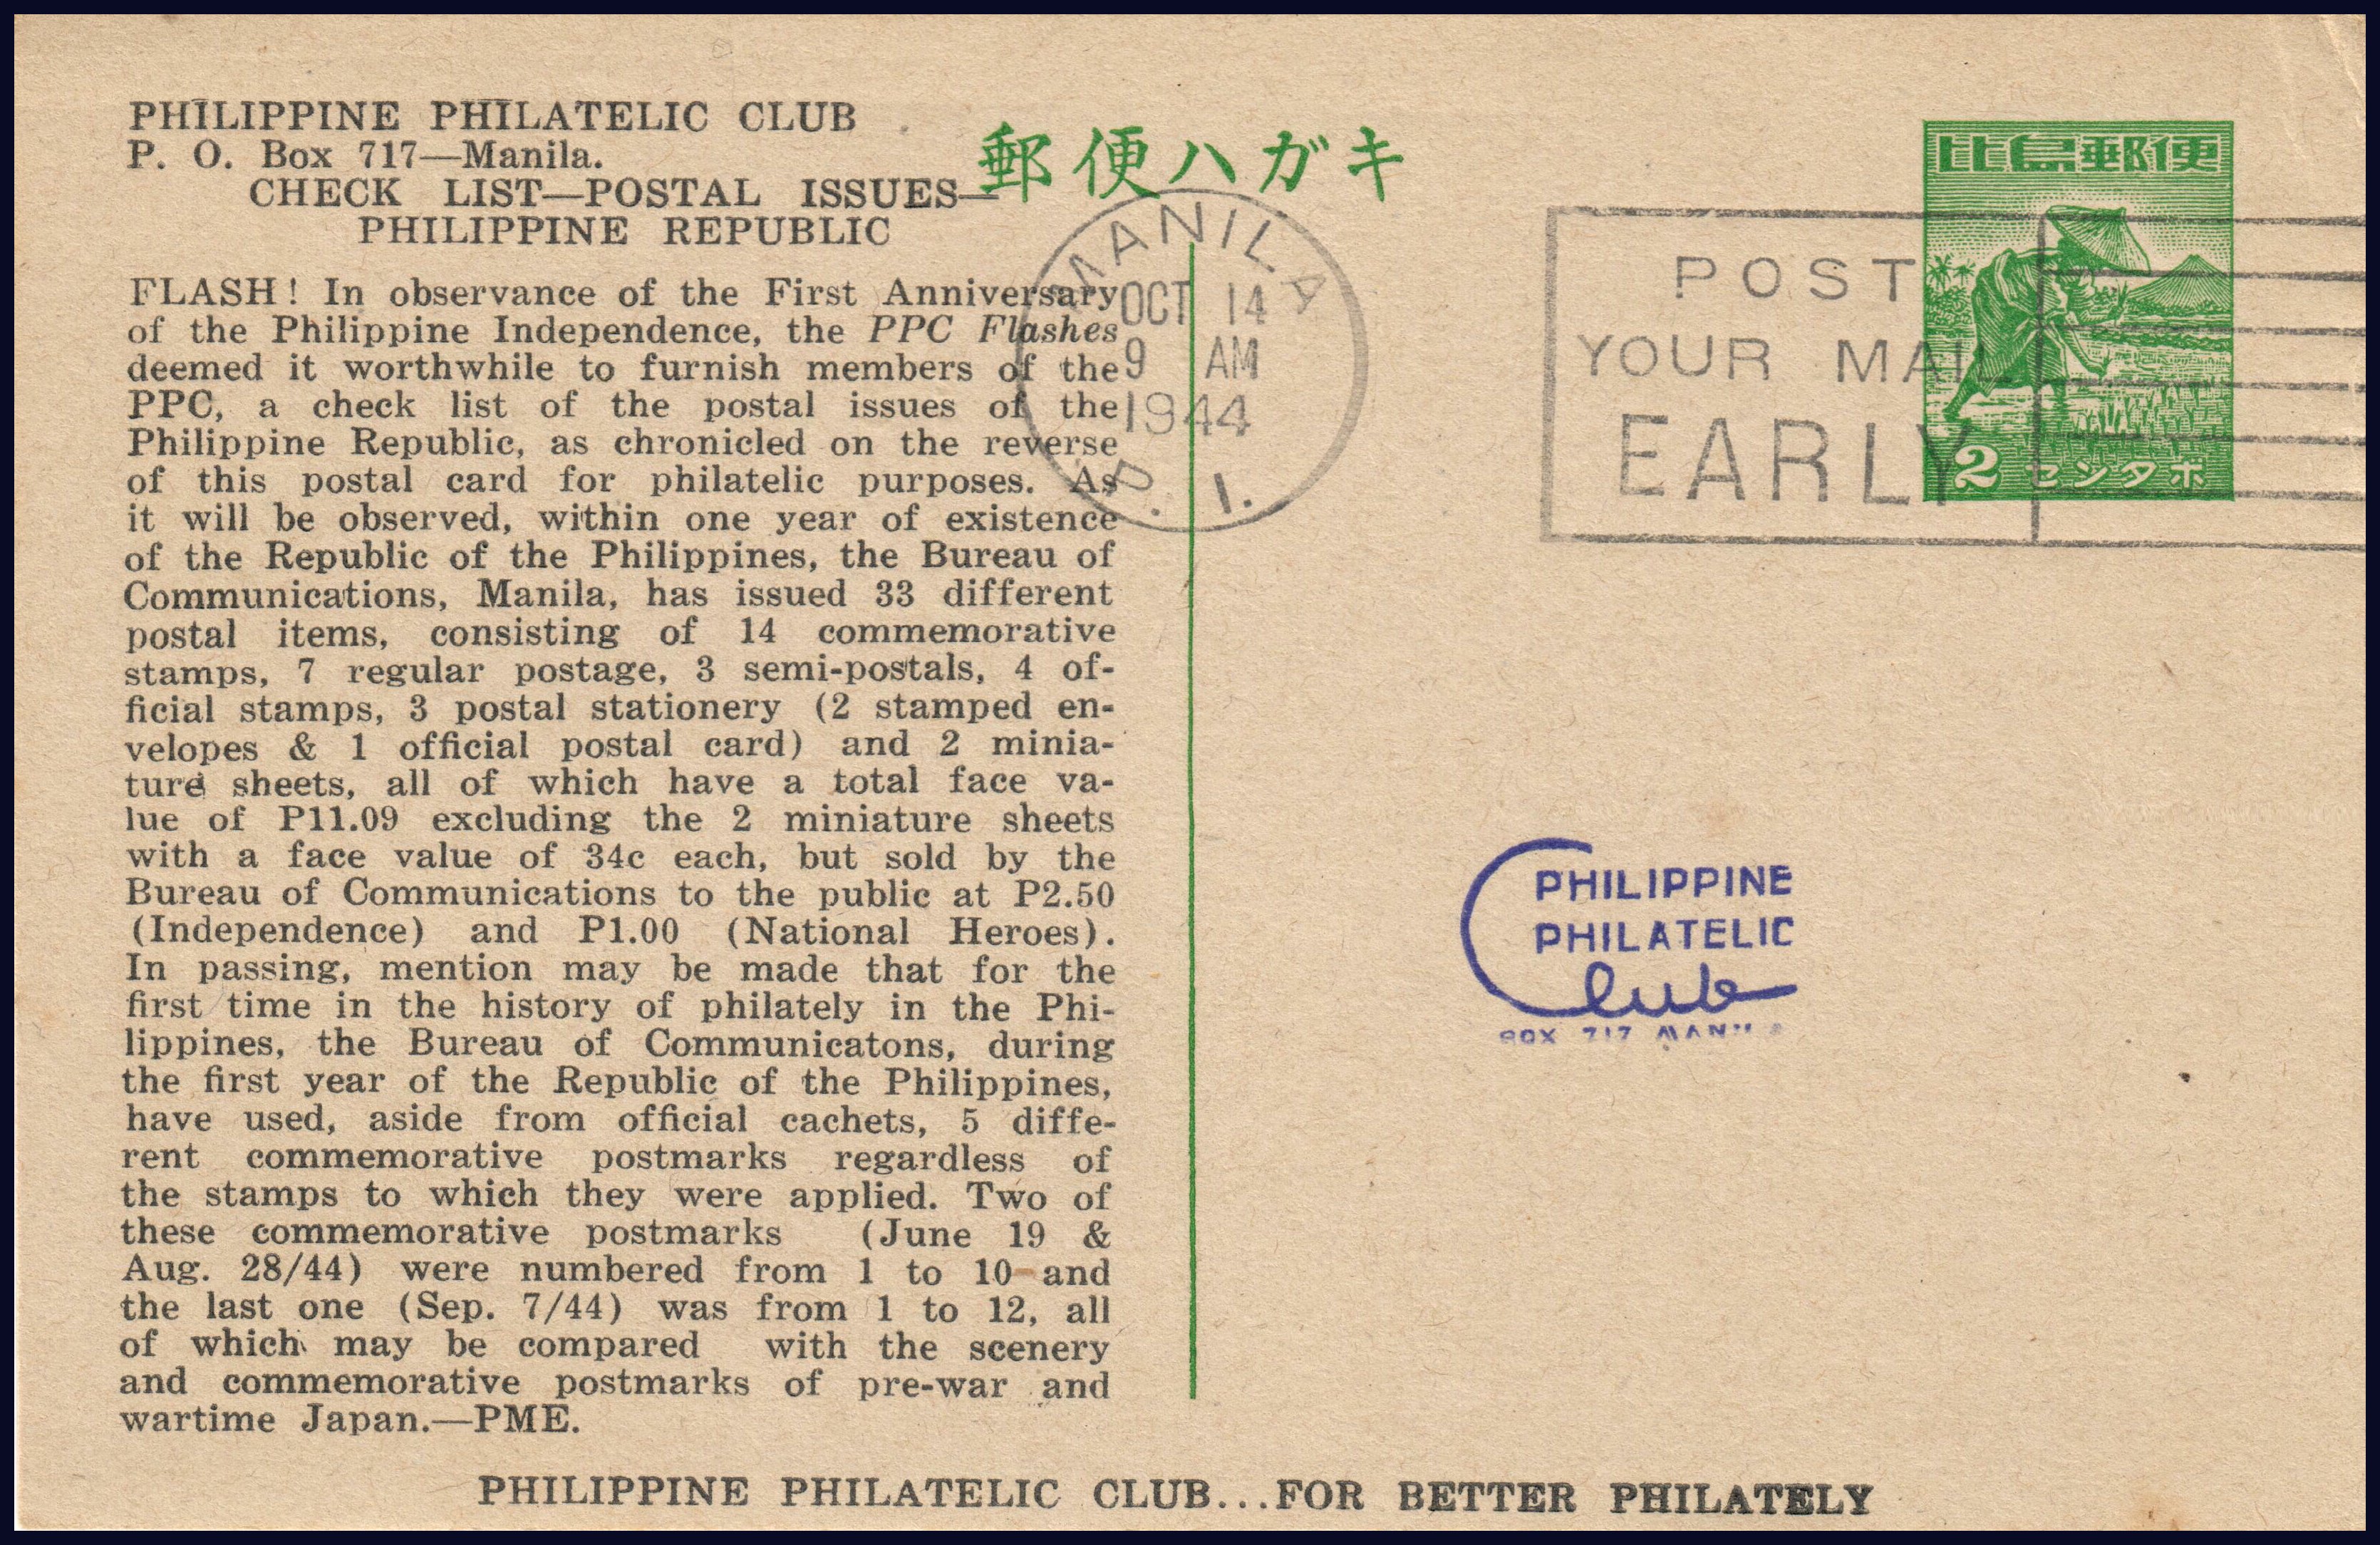 PHILIPPINE PHILATELIC CLUB
P. O. Box 717—Manila.
CHECK LIST—POSTAL ISSUES—
PHILIPPINE REPUBLIC
FLASH! In observance of the First Anniversary
of the Philippine Independence, the PPC Flashes
deemed it worthwhile to furnish members of the
PPC, a check list of the postal issues of the
Philippine Republic, as chronicled on the reverse
of this postal card for philatelic purposes. As
it will be observed, within one year of existence
of the Republic of the Philippines, the Bureau of
Communications, Manila, has issued 33 different
postal items, consisting of 14 commemorative
stamps, 7 regular postage, 3 semi-postals, 4 of-
ficial stamps, 3 postal stationery (2 stamped en-
velopes & 1 official postal card) and 2 minia-
ture sheets, all of which have a total face va-
lue of P11.09 excluding the 2 miniature sheets
with a face value of 34c each, but sold by the
Bureau of Communications to the public at P2.50
(Independence) and P1.00 (National Heroes).
In passing, mention may be made that for the
first time in the history of philately in the Phi-
lippines, the Bureau of Communicatons, during
the first year of the Republic of the Philippines,
have used, aside from official cachets, 5 diffe-
rent commemorative postmarks regardless of
the stamps to which they were applied. Two of
these commemorative postmarks (June 19 &
Aug. 28/44) were numbered from 1 to 10 and
the last one (Sep. 7/44) was from 1 to 12, all
of which may be compared with the scenery
and commemorative postmarks of pre-war and
wartime Japan.—PME.
郵便ハガキ
MANILA
OCT 14
9 AM
1944
P. I.
POST
YOUR MAIL
EARLY
比島郵便
2 センタボ
PHILIPPINE
PHILATELIC
Club
BOX 717 MANILA
PHILIPPINE PHILATELIC CLUB...FOR BETTER PHILATELY